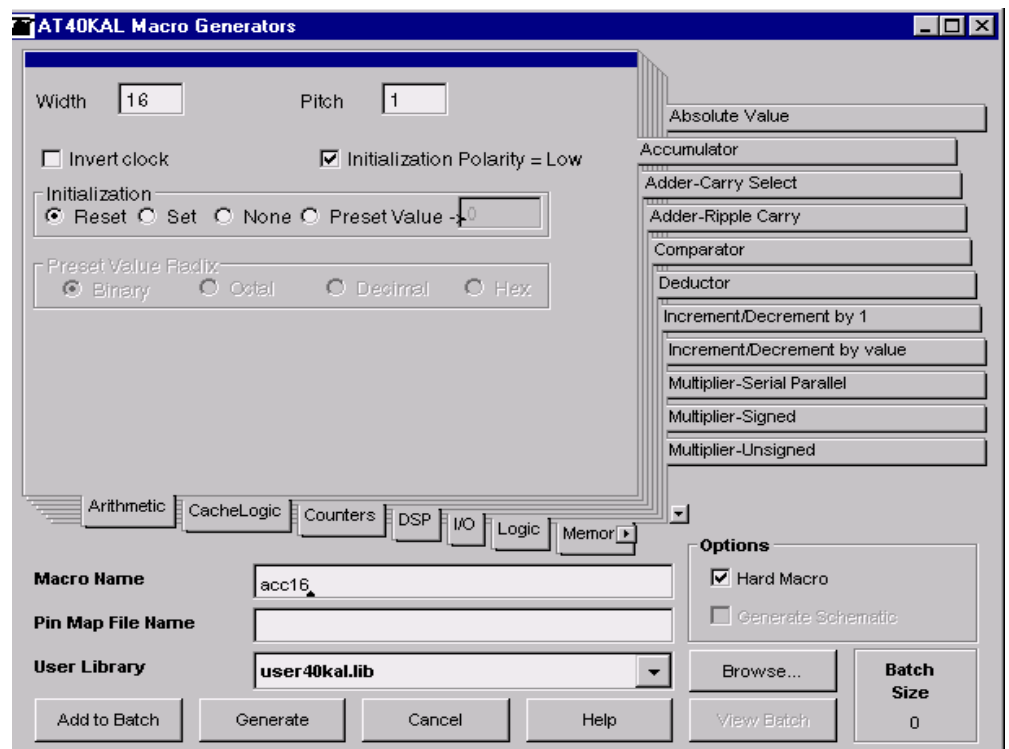 AT40KAL Macro Generators
Width 16 Pitch 1
Invert clock Initialization Polarity = Low
Initialization
Reset Set None Preset Value -> 0
Preset Value Radix
Binary Octal Decimal Hex
Absolute Value
Accumulator
Adder-Carry Select
Adder-Ripple Carry
Comparator
Deductor
Increment/Decrement by 1
Increment/Decrement by value
Multiplier-Serial Parallel
Multiplier-Signed
Multiplier-Unsigned
Arithmetic CacheLogic Counters DSP I/O Logic Memor
Macro Name acc16
Pin Map File Name
User Library user40kal.lib
Options
Hard Macro
Generate Schematic
Add to Batch Generate Cancel Help Browse... View Batch
Batch
Size
0